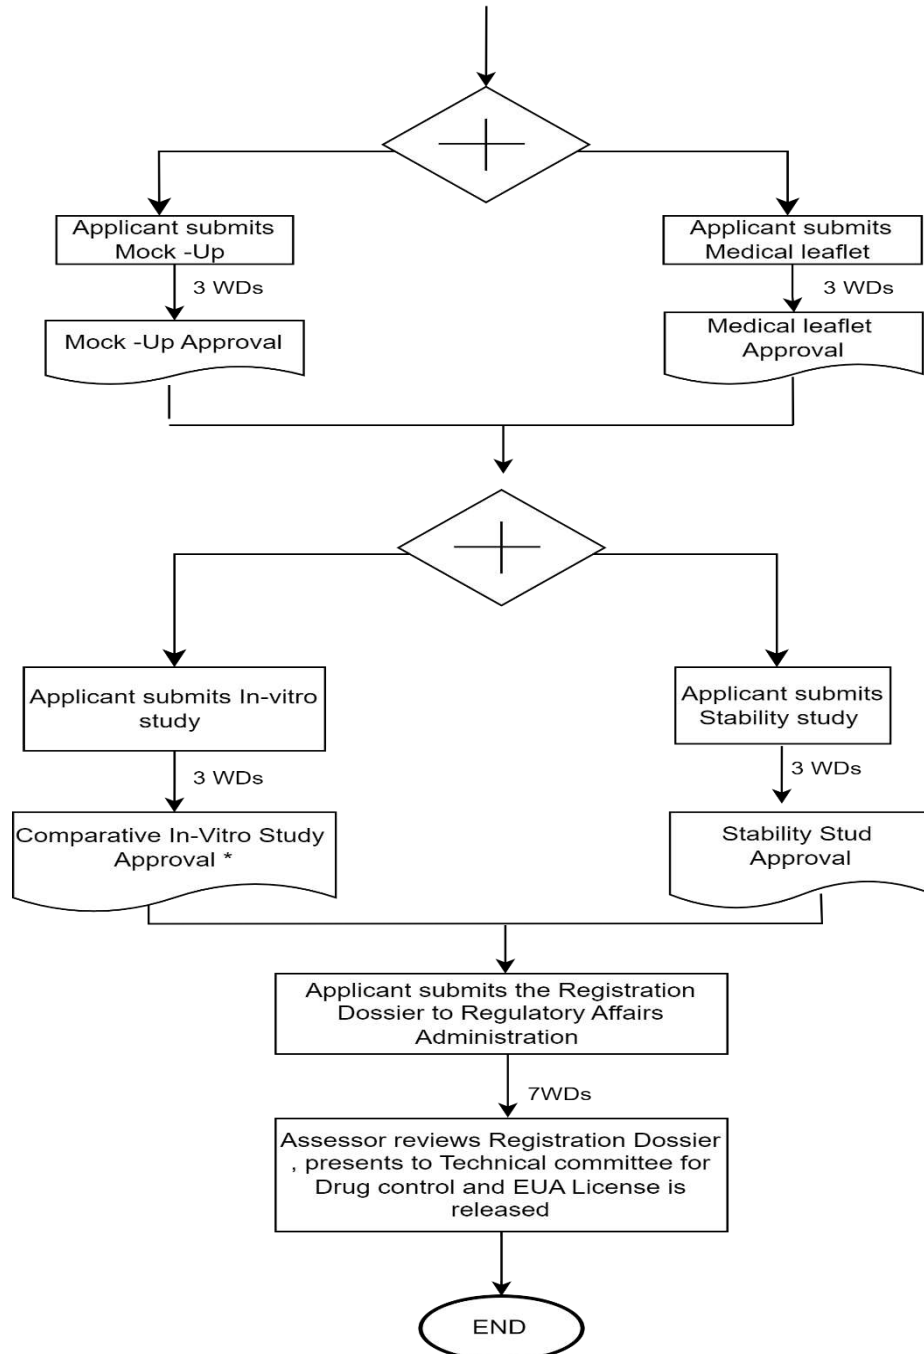 Applicant submits
Mock -Up
Applicant submits
Medical leaflet
3 WDs
3 WDs
Mock -Up Approval
Medical leaflet
Approval
Applicant submits In-vitro
study
Applicant submits
Stability study
3 WDs
3 WDs
Comparative In-Vitro Study
Approval *
Stability Stud
Approval
Applicant submits the Registration
Dossier to Regulatory Affairs
Administration
7WDs
Assessor reviews Registration Dossier
, presents to Technical committee for
Drug control and EUA License is
released
END